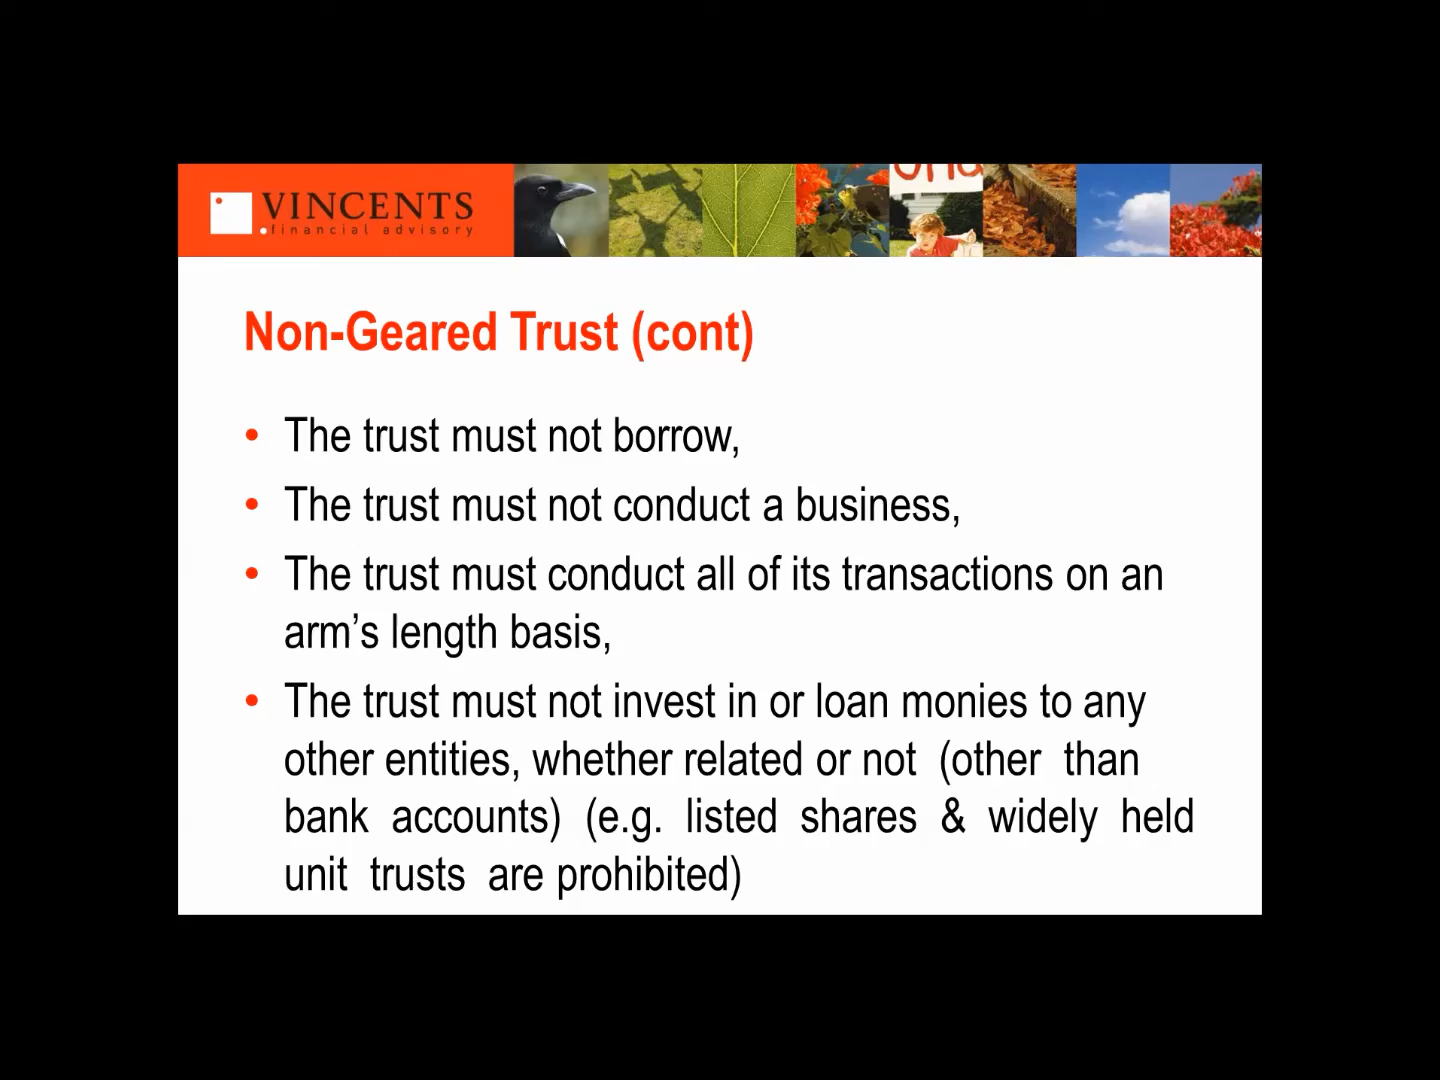 VINCENTS
financial advisory
Non-Geared Trust (cont)
• The trust must not borrow,
• The trust must not conduct a business,
• The trust must conduct all of its transactions on an
arm’s length basis,
• The trust must not invest in or loan monies to any
other entities, whether related or not (other than
bank accounts) (e.g. listed shares & widely held
unit trusts are prohibited)